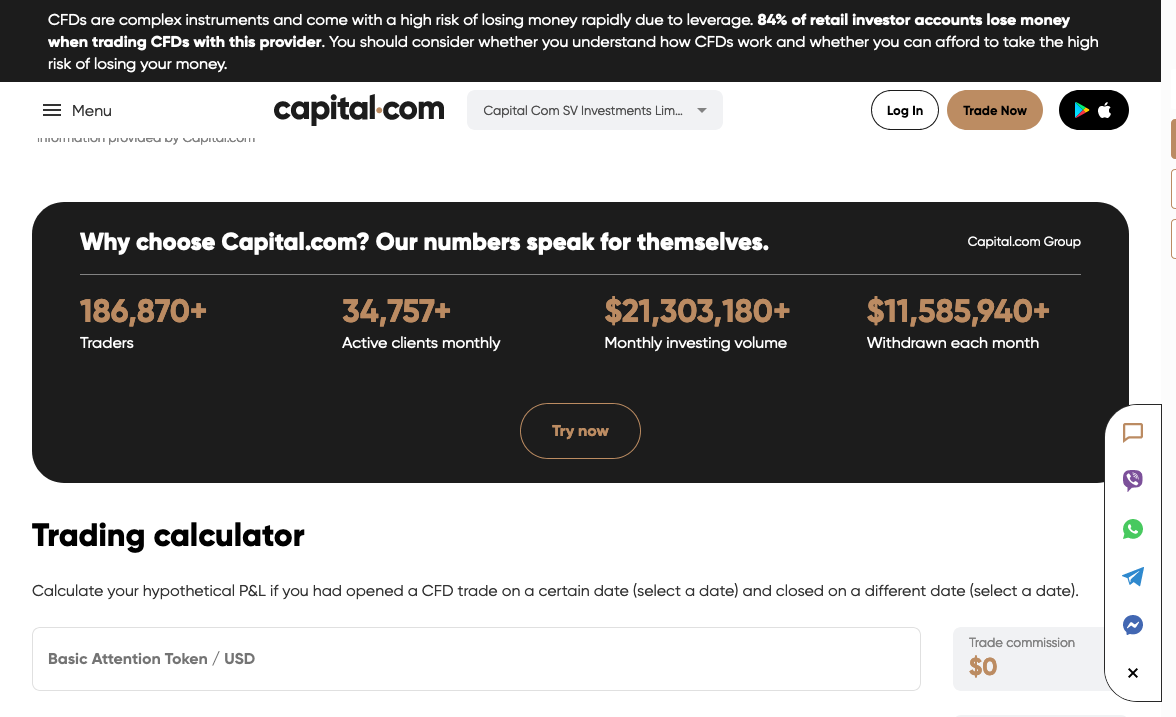 CFDs are complex instruments and come with a high risk of losing money rapidly due to leverage. 84% of retail investor accounts lose money
when trading CFDs with this provider. You should consider whether you understand how CFDs work and whether you can afford to take the high
risk of losing your money.
Menu
capital.com
Capital Com SV Investments Lim...
Log In
Trade Now
information provided by Capital.com
Why choose Capital.com? Our numbers speak for themselves.
Capital.com Group
186,870+
Traders
34,757+
Active clients monthly
$21,303,180+
Monthly investing volume
$11,585,940+
Withdrawn each month
Try now
Trading calculator
Calculate your hypothetical P&L if you had opened a CFD trade on a certain date (select a date) and closed on a different date (select a date).
Basic Attention Token / USD
Trade commission
$0